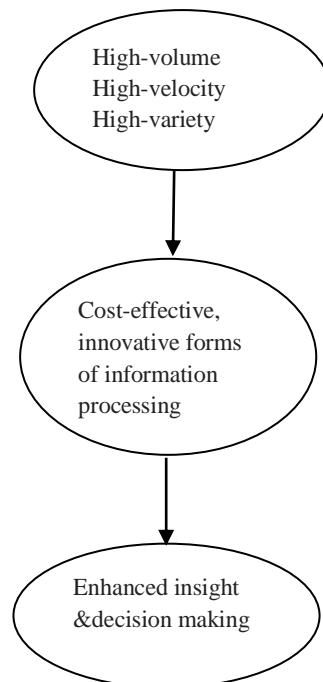 High-volume
High-velocity
High-variety
Cost-effective,
innovative forms
of information
processing
Enhanced insight
&decision making